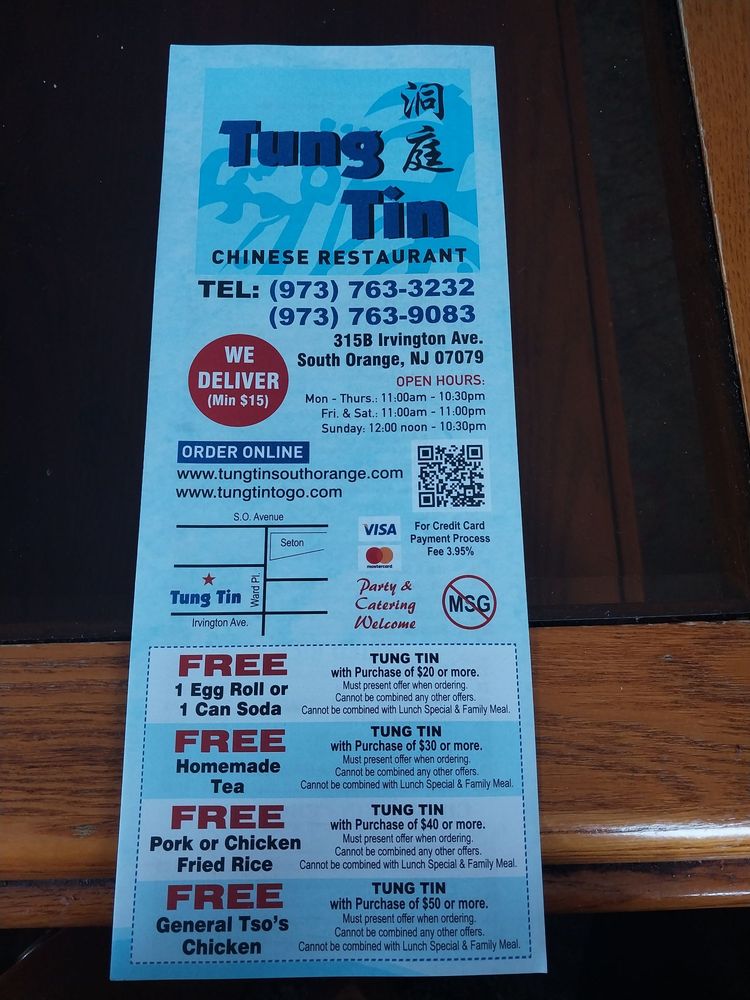 洞庭
Tung
Tin
CHINESE RESTAURANT
TEL: (973) 763-3232
(973) 763-9083
315B Irvington Ave.
South Orange, NJ 07079
WE
DELIVER
(Min $15)
OPEN HOURS:
Mon - Thurs.: 11:00am - 10:30pm
Fri. & Sat.: 11:00am - 11:00pm
Sunday: 12:00 noon - 10:30pm
ORDER ONLINE
www.tungtinsouthorange.com
www.tungtintogo.com
S.O. Avenue
Seton
Tung Tin
Ward Pl.
Irvington Ave.
VISA
mastercard
For Credit Card
Payment Process
Fee 3.95%
Party &
Catering
Welcome
MSG
FREE
1 Egg Roll or
1 Can Soda
TUNG TIN
with Purchase of $20 or more.
Must present offer when ordering.
Cannot be combined any other offers.
Cannot be combined with Lunch Special & Family Meal.
FREE
Homemade
Tea
TUNG TIN
with Purchase of $30 or more.
Must present offer when ordering.
Cannot be combined any other offers.
Cannot be combined with Lunch Special & Family Meal.
FREE
Pork or Chicken
Fried Rice
TUNG TIN
with Purchase of $40 or more.
Must present offer when ordering.
Cannot be combined any other offers.
Cannot be combined with Lunch Special & Family Meal.
FREE
General Tso's
Chicken
TUNG TIN
with Purchase of $50 or more.
Must present offer when ordering.
Cannot be combined any other offers.
Cannot be combined with Lunch Special & Family Meal.